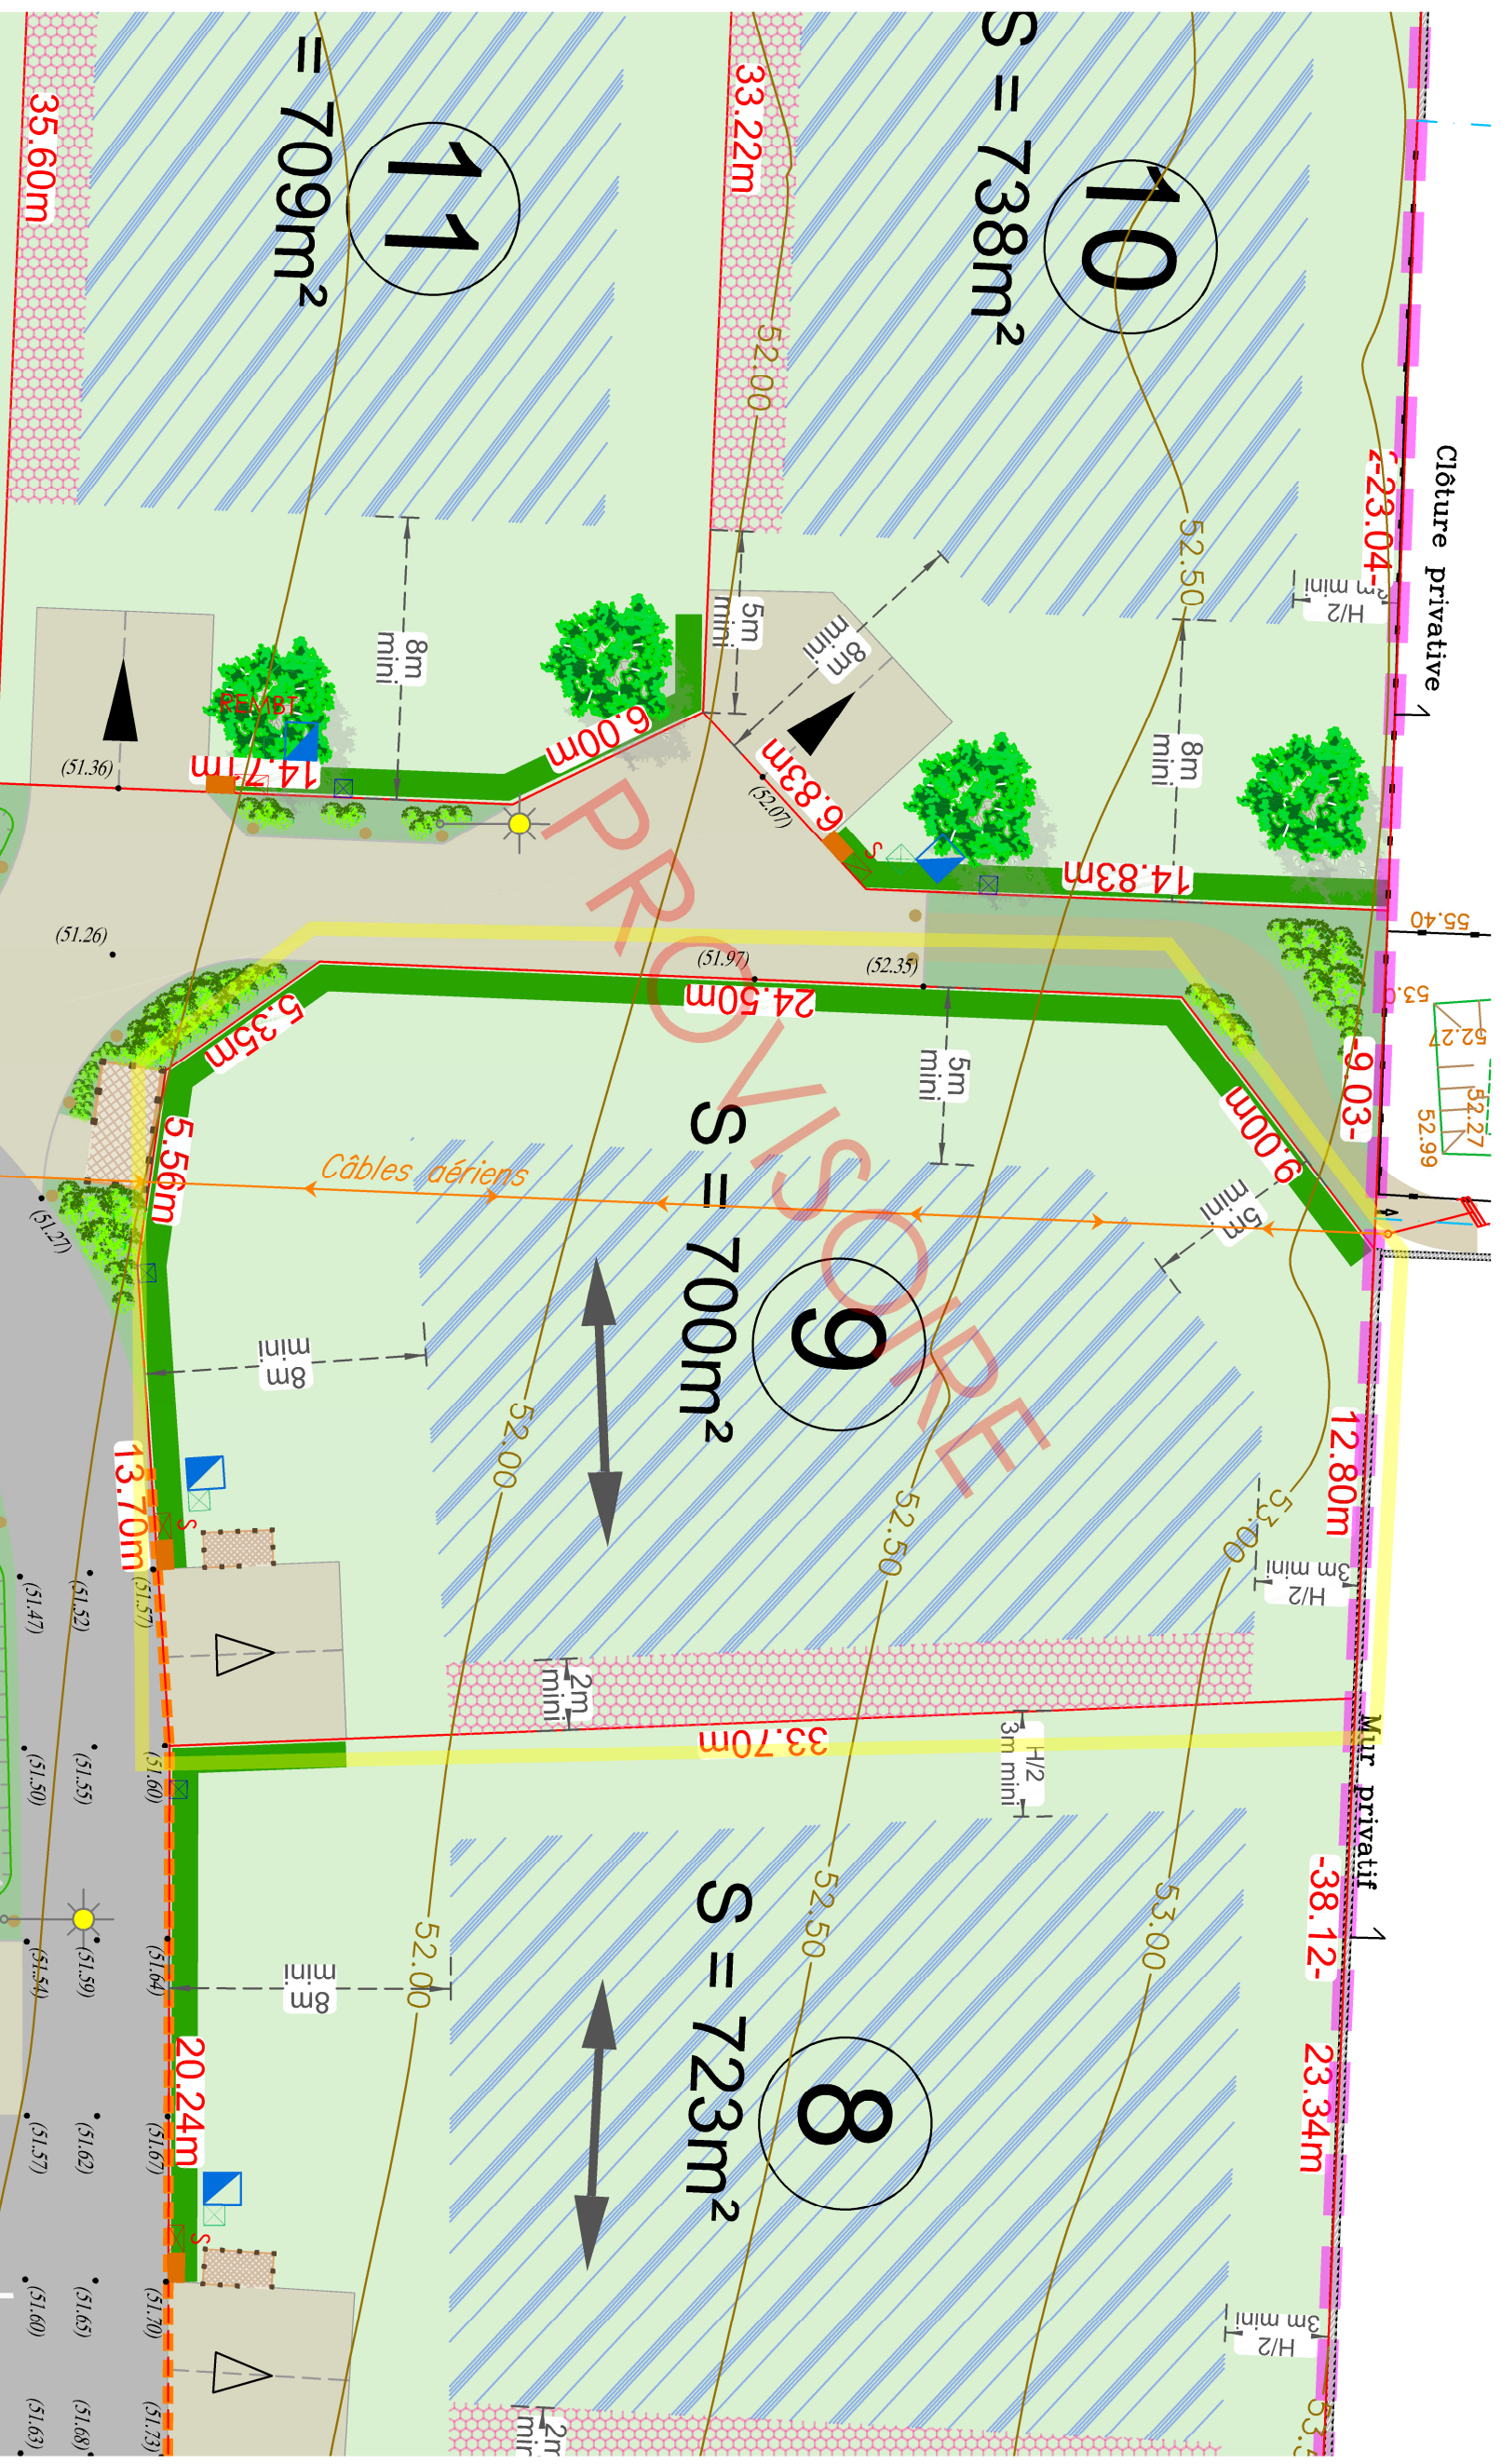 35.60m
11
S = 709m²
33.22m
10
S = 738m²
52.00
52.50
-23.04-
Clôture privative
3m mini
H/2
8m
mini
5m
mini
8m
mini
8m
mini
REMBT
14.71m
6.00m
6.83m
14.83m
S
(51.36)
(52.07)
1
55.40
53.0
52.27
52.27
52.99
(51.26)
(51.97)
(52.35)
24.50m
5.35m
5.56m
9.00m
-9.03-
5m
mini
5m
mini
Câbles aériens
(51.27)
PROVISOIRE
9
S = 700m²
8m
mini
52.00
52.50
53.00
12.80m
3m mini
H/2
13.70m
S
(51.57)
(51.52)
(51.47)
2m
mini
33.70m
H/2
3m mini
Mur privatif
1
(51.60)
(51.55)
(51.50)
8
S = 723m²
52.00
52.50
53.00
-38.12-
23.34m
8m
mini
(51.64)
(51.59)
(51.54)
20.24m
(51.67)
(51.62)
(51.57)
S
3m mini
H/2
(51.70)
(51.65)
(51.60)
2m
(51.73)
(51.68)
(51.63)